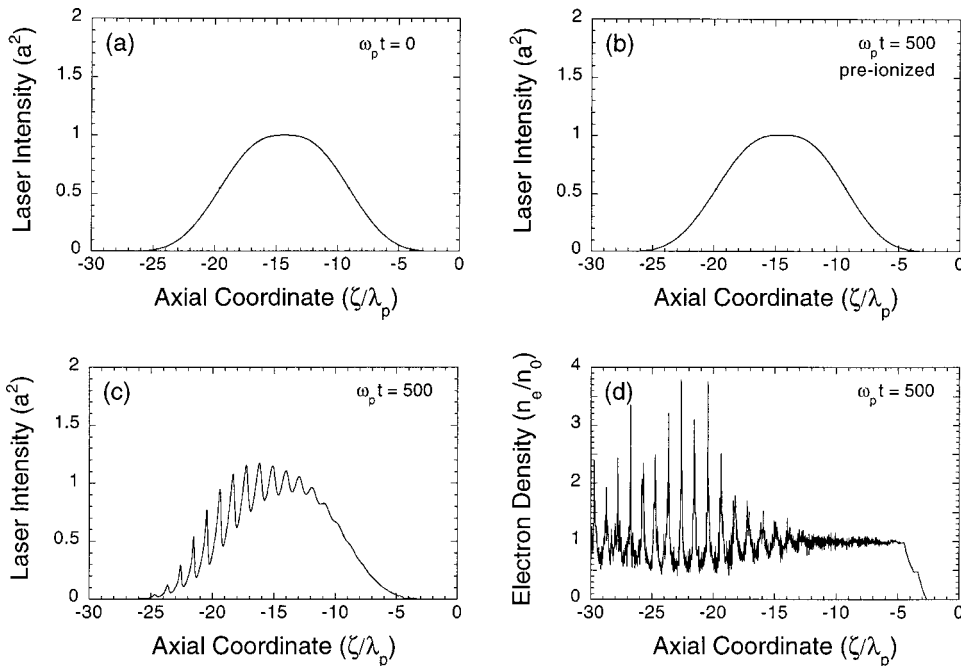 (a)
ω_p t = 0
Laser Intensity (a²)
2
1.5
1
0.5
0
-30 -25 -20 -15 -10 -5 0
Axial Coordinate (ζ/λ_p)
(b)
ω_p t = 500
pre-ionized
Laser Intensity (a²)
2
1.5
1
0.5
0
-30 -25 -20 -15 -10 -5 0
Axial Coordinate (ζ/λ_p)
(c)
ω_p t = 500
Laser Intensity (a²)
2
1.5
1
0.5
0
-30 -25 -20 -15 -10 -5 0
Axial Coordinate (ζ/λ_p)
(d)
ω_p t = 500
Electron Density (n_e/n_0)
4
3
2
1
0
-30 -25 -20 -15 -10 -5 0
Axial Coordinate (ζ/λ_p)